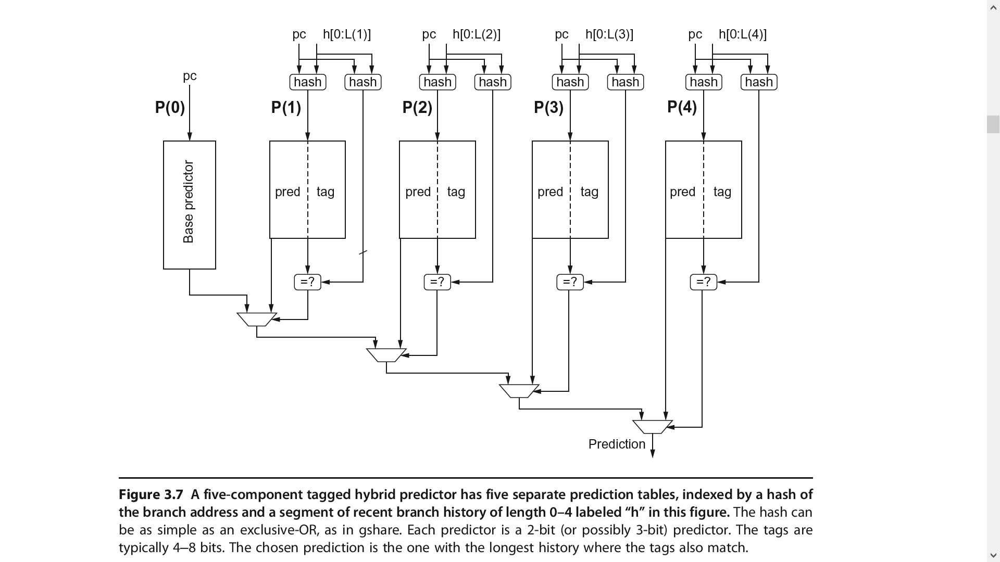 pc h[0:L(1)] pc h[0:L(2)] pc h[0:L(3)] pc h[0:L(4)]
pc
hash hash hash hash hash hash hash hash
P(0) P(1) P(2) P(3) P(4)
Base predictor
pred tag pred tag pred tag pred tag
=? =? =? =?
Prediction
Figure 3.7 A five-component tagged hybrid predictor has five separate prediction tables, indexed by a hash of
the branch address and a segment of recent branch history of length 0–4 labeled “h” in this figure. The hash can
be as simple as an exclusive-OR, as in gshare. Each predictor is a 2-bit (or possibly 3-bit) predictor. The tags are
typically 4–8 bits. The chosen prediction is the one with the longest history where the tags also match.